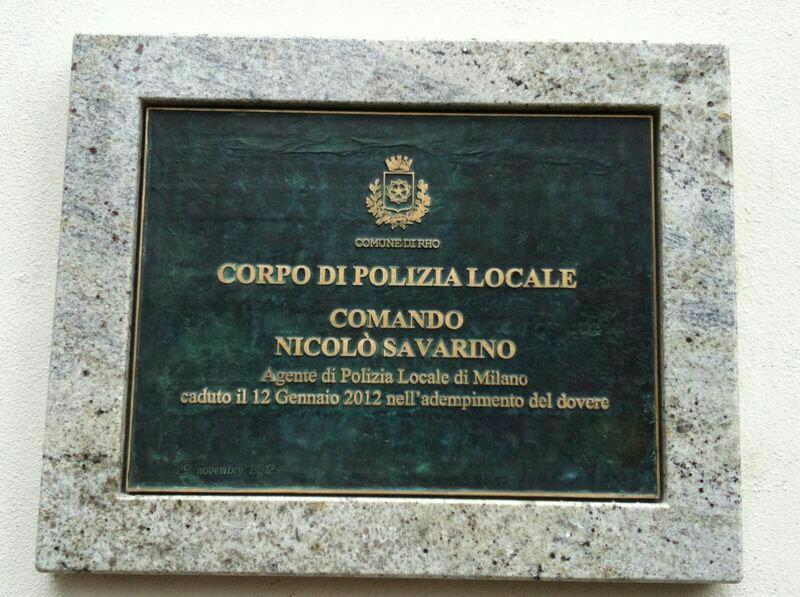 COMUNE DI RHO
CORPO DI POLIZIA LOCALE
COMANDO
NICOLÒ SAVARINO
Agente di Polizia Locale di Milano
caduto il 12 Gennaio 2012 nell'adempimento del dovere
29 novembre 2012